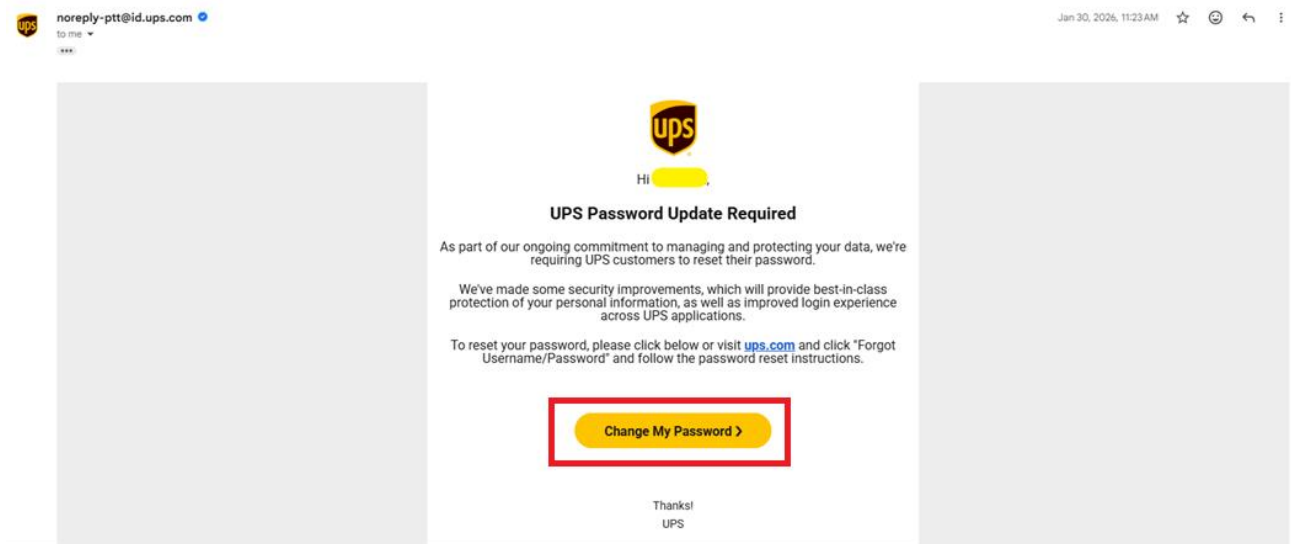 ups
noreply-ptt@id.ups.com
Jan 30, 2026, 11:23 AM
to me
ups
Hi ,
UPS Password Update Required
As part of our ongoing commitment to managing and protecting your data, we're
requiring UPS customers to reset their password.
We've made some security improvements, which will provide best-in-class
protection of your personal information, as well as improved login experience
across UPS applications.
To reset your password, please click below or visit ups.com and click "Forgot
Username/Password" and follow the password reset instructions.
Change My Password ❯
Thanks!
UPS